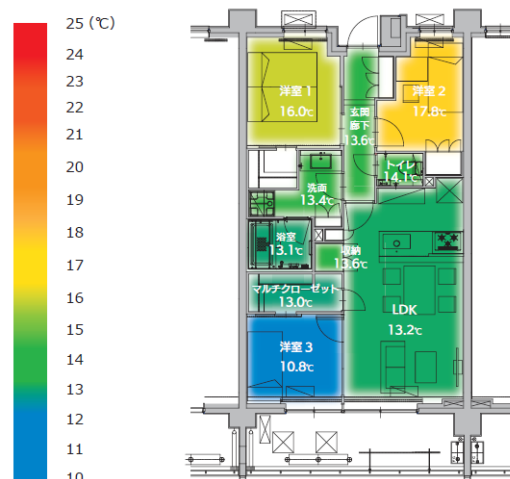 25 (℃)
24
23
22
21
20
19
18
17
16
15
14
13
12
11
10
洋室 1
16.0℃
洋室 2
17.8℃
玄関
廊下
13.6℃
トイレ
14.1℃
洗面
13.4℃
浴室
13.1℃
収納
13.6℃
マルチクローゼット
13.0℃
LDK
13.2℃
洋室 3
10.8℃